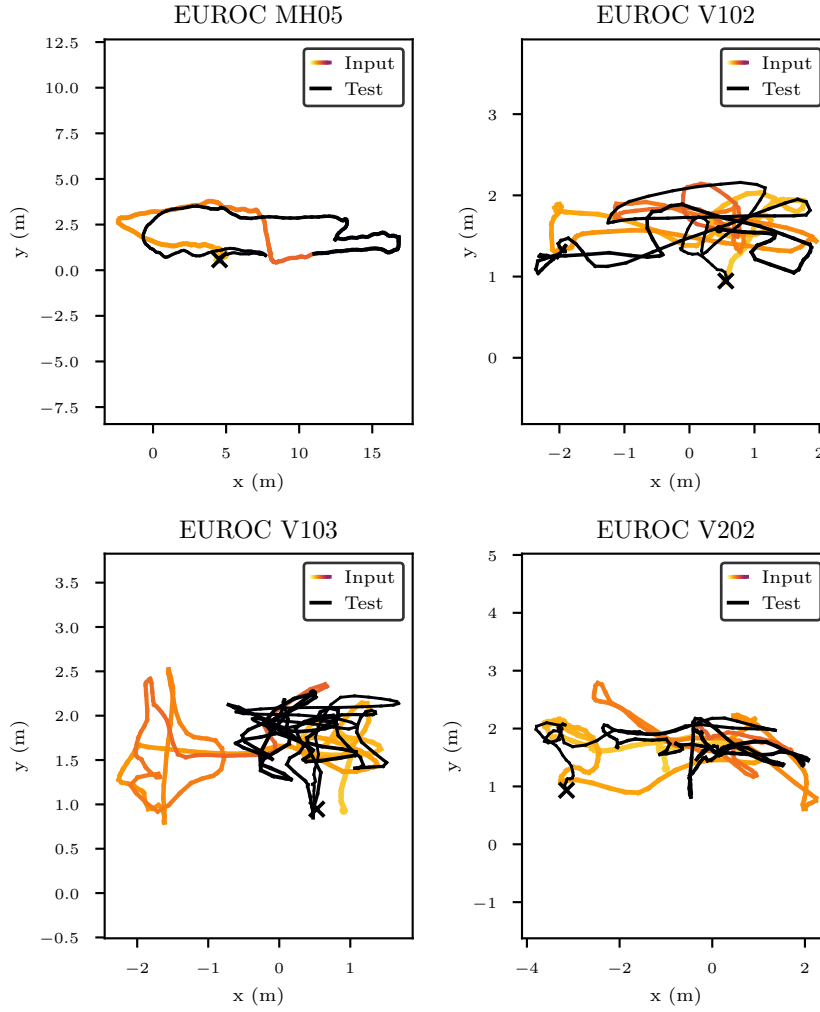 EUROC MH05
12.5
10.0
7.5
5.0
2.5
0.0
−2.5
−5.0
−7.5
y (m)
0
5
10
15
x (m)
Input
Test
EUROC V102
3
2
1
0
y (m)
−2
−1
0
1
2
x (m)
Input
Test
EUROC V103
3.5
3.0
2.5
2.0
1.5
1.0
0.5
0.0
−0.5
y (m)
−2
−1
0
1
x (m)
Input
Test
EUROC V202
5
4
3
2
1
0
−1
y (m)
−4
−2
0
2
x (m)
Input
Test